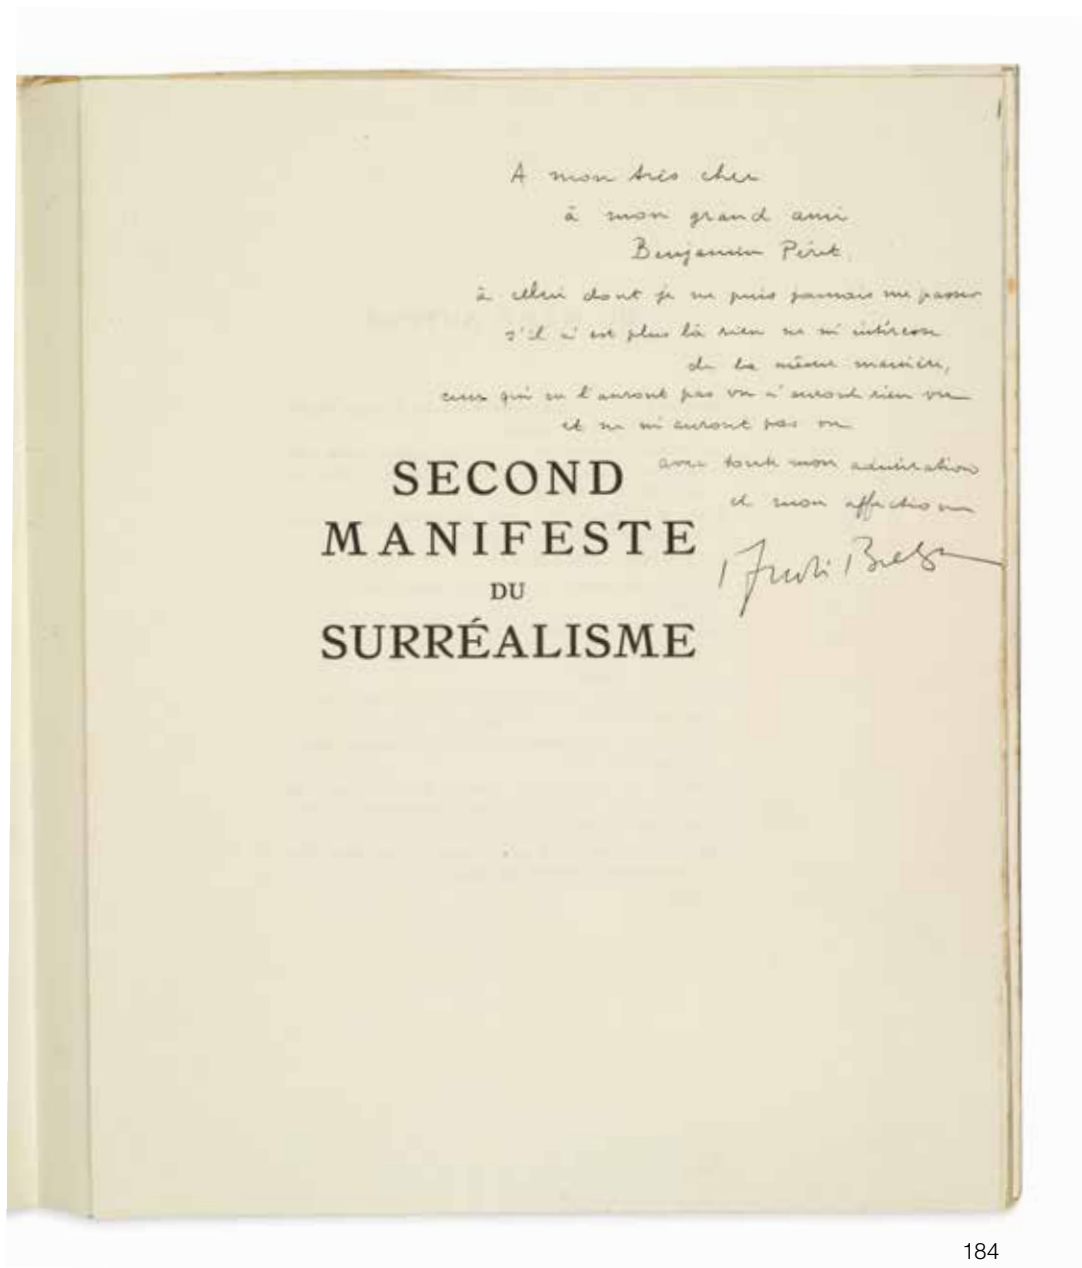 A mon très cher
à mon grand ami
Benjamin Péret,
à celui dont je ne puis jamais me passer
s'il n'est plus là rien ne m'intéresse
de la même manière,
ceux qui ne l'auront pas vu n'auront rien vu
et ne m'auront pas vu
avec toute mon admiration
et mon affection
André Breton
SECOND
MANIFESTE
DU
SURRÉALISME
184